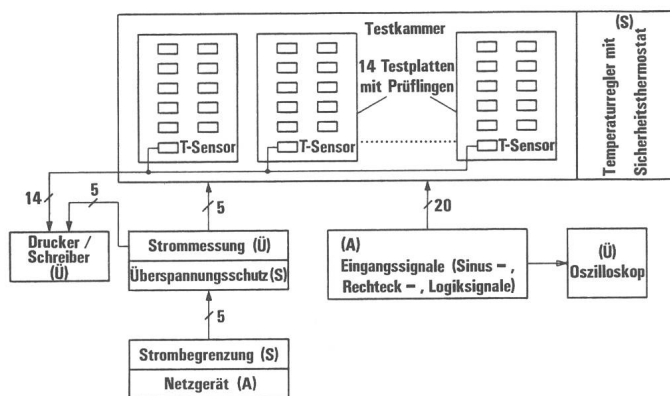 Testkammer
14 Testplatten
mit Prüflingen
T-Sensor
T-Sensor
T-Sensor
(S)
Temperaturregler mit
Sicherheitsthermostat
14
5
5
20
Drucker /
Schreiber
(Ü)
Strommessung (Ü)
Überspannungsschutz(S)
(A)
Eingangssignale (Sinus – ,
Rechteck – , Logiksignale)
(Ü)
Oszilloskop
5
Strombegrenzung (S)
Netzgerät (A)